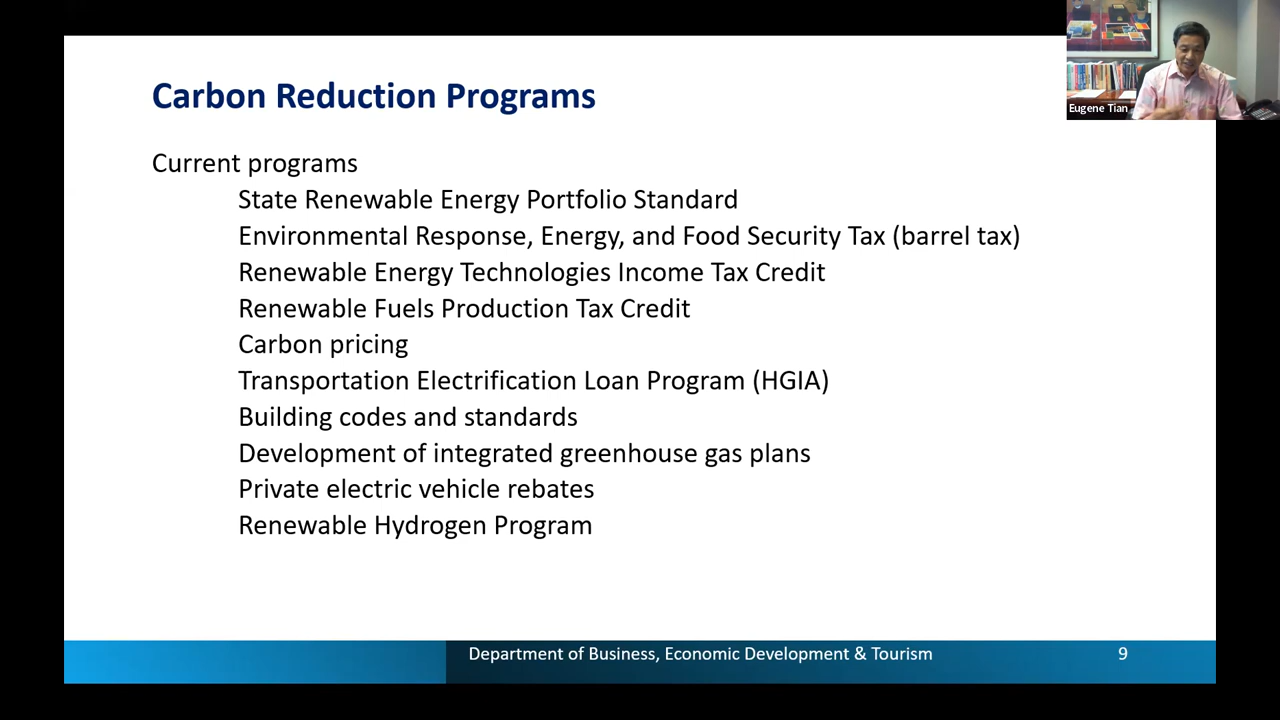 Carbon Reduction Programs
Eugene Tian
Current programs
State Renewable Energy Portfolio Standard
Environmental Response, Energy, and Food Security Tax (barrel tax)
Renewable Energy Technologies Income Tax Credit
Renewable Fuels Production Tax Credit
Carbon pricing
Transportation Electrification Loan Program (HGIA)
Building codes and standards
Development of integrated greenhouse gas plans
Private electric vehicle rebates
Renewable Hydrogen Program
Department of Business, Economic Development & Tourism
9